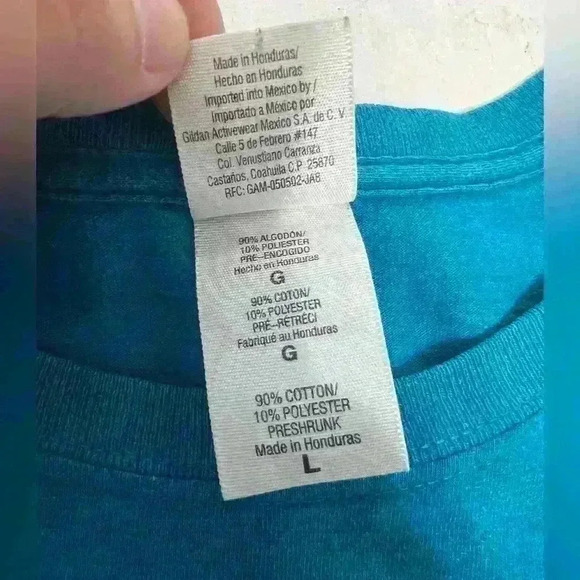 Made in Honduras/
Hecho en Honduras
Imported into Mexico by /
Importado a México por
Gildan Activewear Mexico S.A. de C. V
Calle 5 de Febrero #147
Col. Venustiano Carranza
Castaños, Coahuila C.P. 25870
RFC: GAM-050502-JA8
90% ALGODÓN/
10% POLIESTER
PRE-ENCOGIDO
Hecho en Honduras
G
90% COTON/
10% POLYESTER
PRÉ-RÉTRÉCI
Fabriqué au Honduras
G
90% COTTON/
10% POLYESTER
PRESHRUNK
Made in Honduras
L